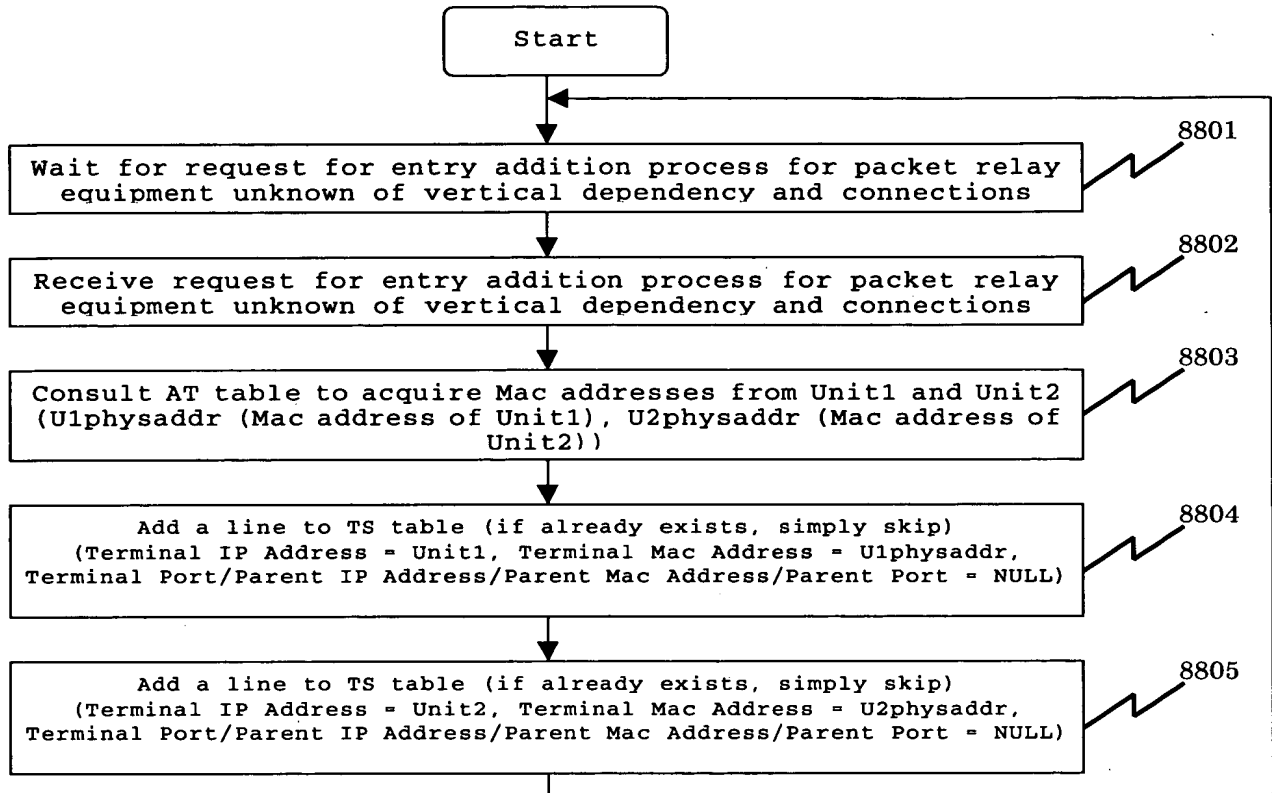 Start
8801
Wait for request for entry addition process for packet relay
equipment unknown of vertical dependency and connections
8802
Receive request for entry addition process for packet relay
equipment unknown of vertical dependency and connections
8803
Consult AT table to acquire Mac addresses from Unit1 and Unit2
(U1physaddr (Mac address of Unit1), U2physaddr (Mac address of
Unit2))
8804
Add a line to TS table (if already exists, simply skip)
(Terminal IP Address = Unit1, Terminal Mac Address = U1physaddr,
Terminal Port/Parent IP Address/Parent Mac Address/Parent Port = NULL)
8805
Add a line to TS table (if already exists, simply skip)
(Terminal IP Address = Unit2, Terminal Mac Address = U2physaddr,
Terminal Port/Parent IP Address/Parent Mac Address/Parent Port = NULL)